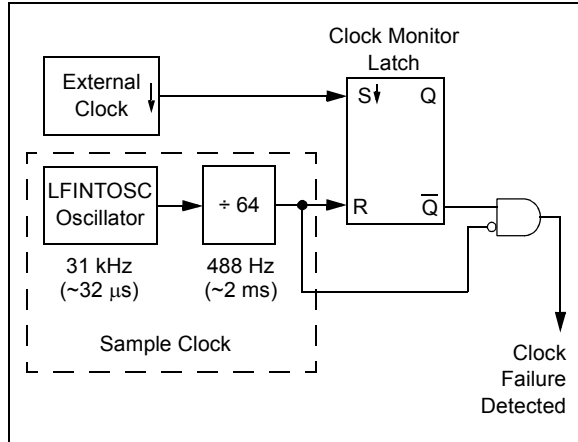 Clock Monitor
Latch
External
Clock
S Q
LFINTOSC
Oscillator
÷ 64
R Q̅
31 kHz
(~32 μs)
488 Hz
(~2 ms)
Sample Clock
Clock
Failure
Detected